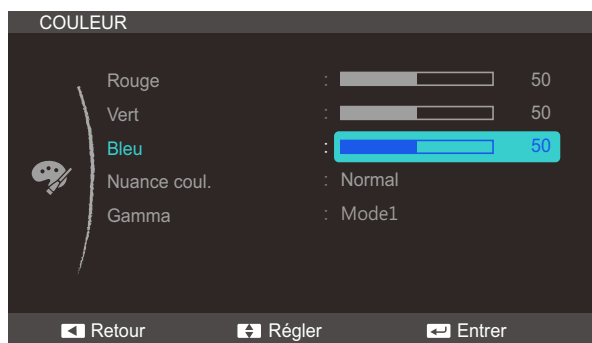 COULEUR
Rouge : 50
Vert : 50
Bleu : 50
Nuance coul. : Normal
Gamma : Mode1
Retour Régler Entrer